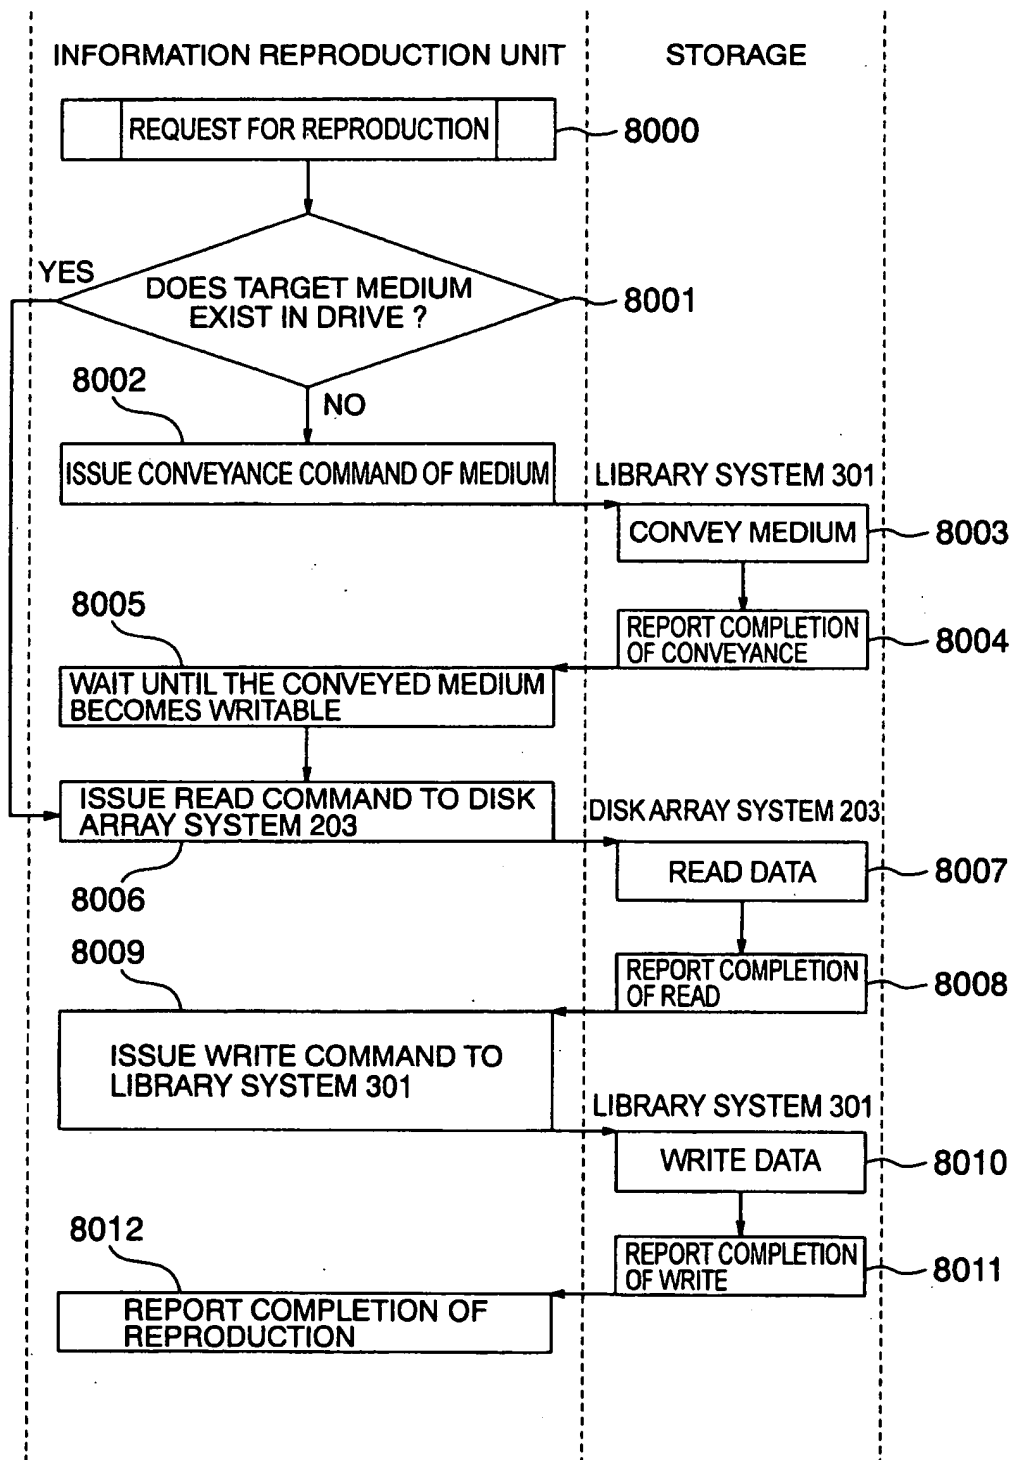 INFORMATION REPRODUCTION UNIT
STORAGE
REQUEST FOR REPRODUCTION
8000
YES
DOES TARGET MEDIUM
EXIST IN DRIVE ?
8001
8002
NO
ISSUE CONVEYANCE COMMAND OF MEDIUM
LIBRARY SYSTEM 301
CONVEY MEDIUM
8003
8005
REPORT COMPLETION
OF CONVEYANCE
8004
WAIT UNTIL THE CONVEYED MEDIUM
BECOMES WRITABLE
ISSUE READ COMMAND TO DISK
ARRAY SYSTEM 203
DISK ARRAY SYSTEM 203
8006
READ DATA
8007
8009
REPORT COMPLETION
OF READ
8008
ISSUE WRITE COMMAND TO
LIBRARY SYSTEM 301
LIBRARY SYSTEM 301
WRITE DATA
8010
8012
REPORT COMPLETION
OF WRITE
8011
REPORT COMPLETION OF
REPRODUCTION